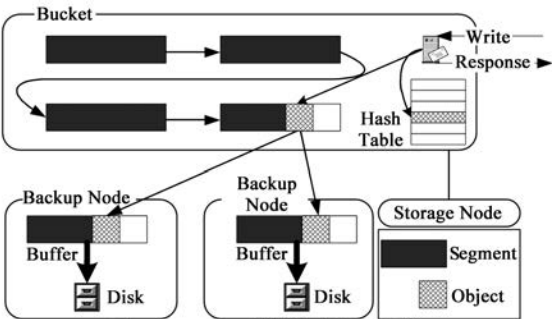 Bucket
Write
Response
Hash
Table
Backup Node
Buffer
Disk
Backup
Node
Buffer
Disk
Storage Node
Segment
Object